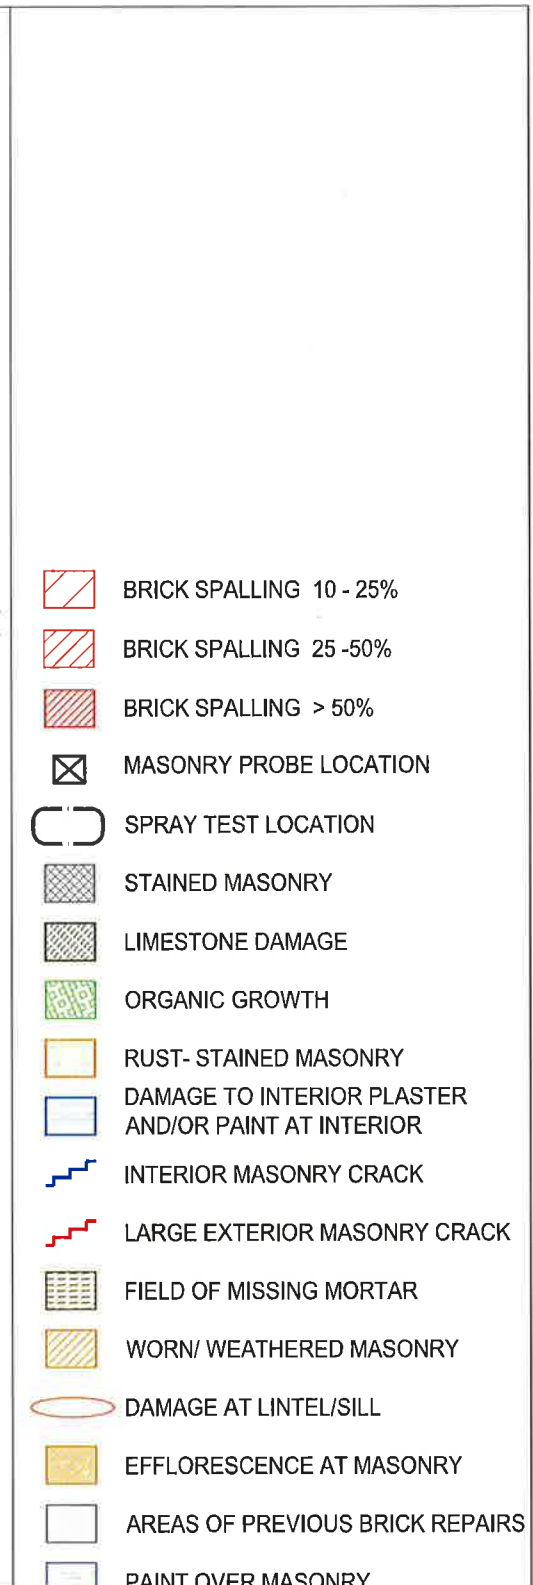 BRICK SPALLING 10 - 25%
BRICK SPALLING 25 -50%
BRICK SPALLING > 50%
MASONRY PROBE LOCATION
SPRAY TEST LOCATION
STAINED MASONRY
LIMESTONE DAMAGE
ORGANIC GROWTH
RUST- STAINED MASONRY
DAMAGE TO INTERIOR PLASTER
AND/OR PAINT AT INTERIOR
INTERIOR MASONRY CRACK
LARGE EXTERIOR MASONRY CRACK
FIELD OF MISSING MORTAR
WORN/ WEATHERED MASONRY
DAMAGE AT LINTEL/SILL
EFFLORESCENCE AT MASONRY
AREAS OF PREVIOUS BRICK REPAIRS
PAINT OVER MASONRY